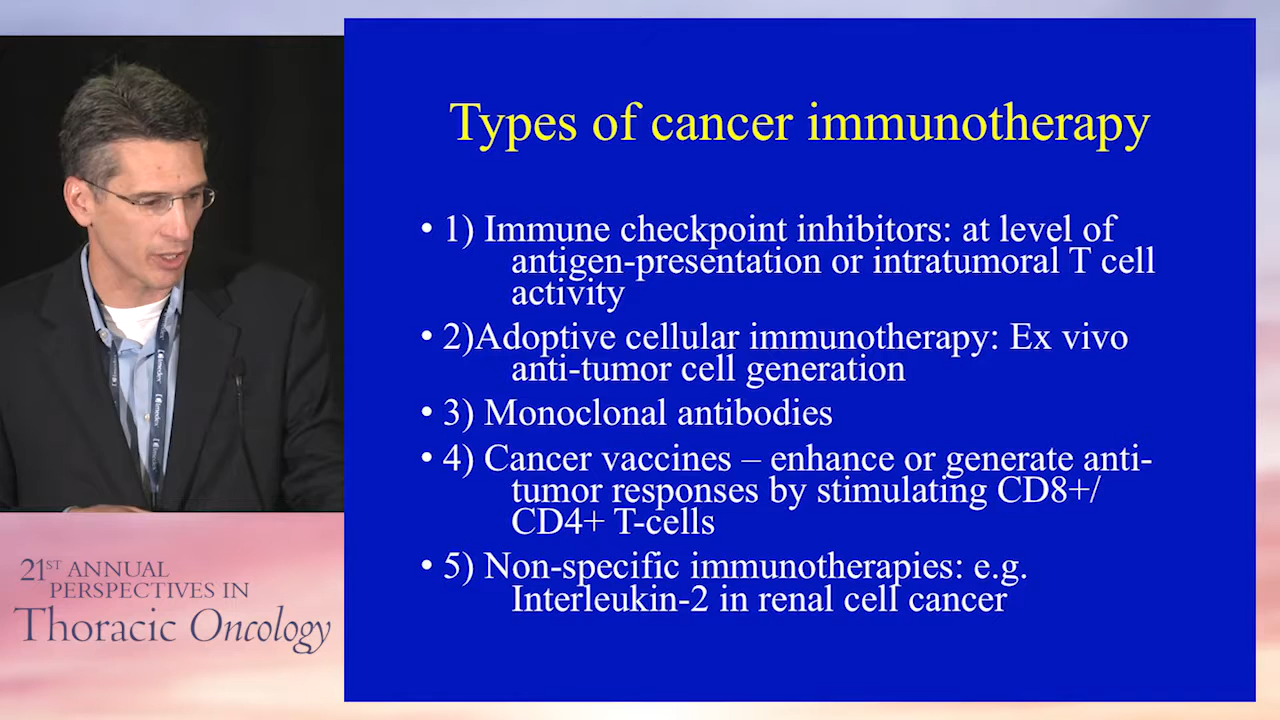 Types of cancer immunotherapy
• 1) Immune checkpoint inhibitors: at level of
antigen-presentation or intratumoral T cell
activity
• 2)Adoptive cellular immunotherapy: Ex vivo
anti-tumor cell generation
• 3) Monoclonal antibodies
• 4) Cancer vaccines – enhance or generate anti-
tumor responses by stimulating CD8+/
CD4+ T-cells
• 5) Non-specific immunotherapies: e.g.
Interleukin-2 in renal cell cancer
21ST ANNUAL
PERSPECTIVES IN
Thoracic Oncology